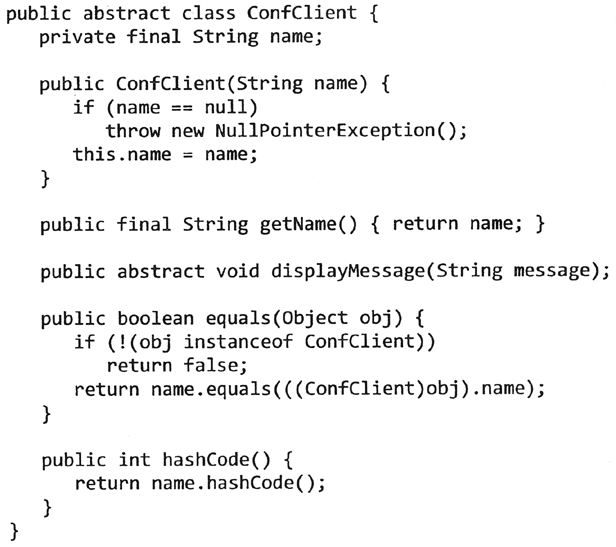 public abstract class ConfClient {
private final String name;
public ConfClient(String name) {
if (name == null)
throw new NullPointerException();
this.name = name;
}
public final String getName() { return name; }
public abstract void displayMessage(String message);
public boolean equals(Object obj) {
if (!(obj instanceof ConfClient))
return false;
return name.equals(((ConfClient)obj).name);
}
public int hashCode() {
return name.hashCode();
}
}